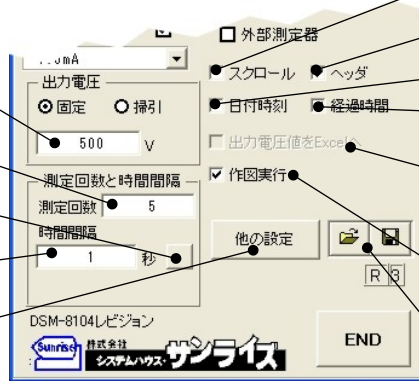 外部測定器
スクロール ヘッダ
出力電圧
固定 掃引
日付時刻 経過時間
500 V
出力電圧値をExcelへ
測定回数と時間間隔
作図実行
測定回数 5
時間間隔
1 秒
他の設定
R 3
DSM-8104レビジョン
Sunrise 株式会社 システムハウス・サンライズ
END